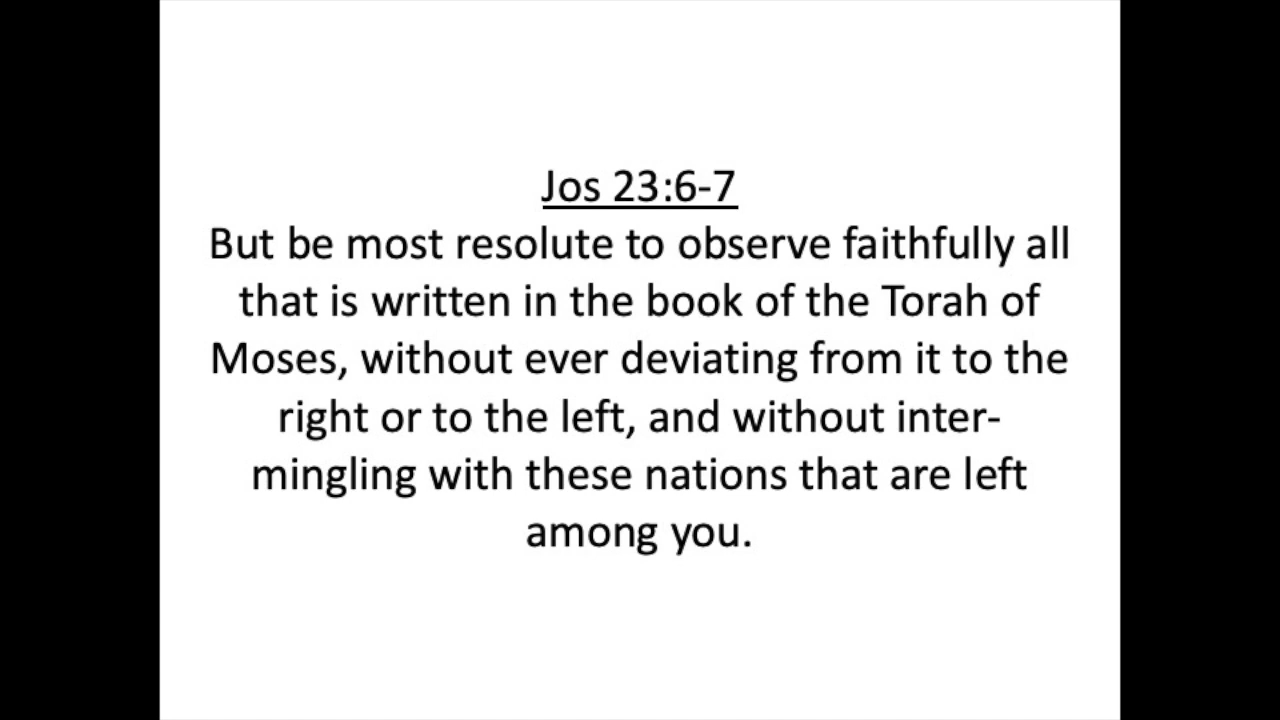 Jos 23:6-7
But be most resolute to observe faithfully all
that is written in the book of the Torah of
Moses, without ever deviating from it to the
right or to the left, and without inter-
mingling with these nations that are left
among you.